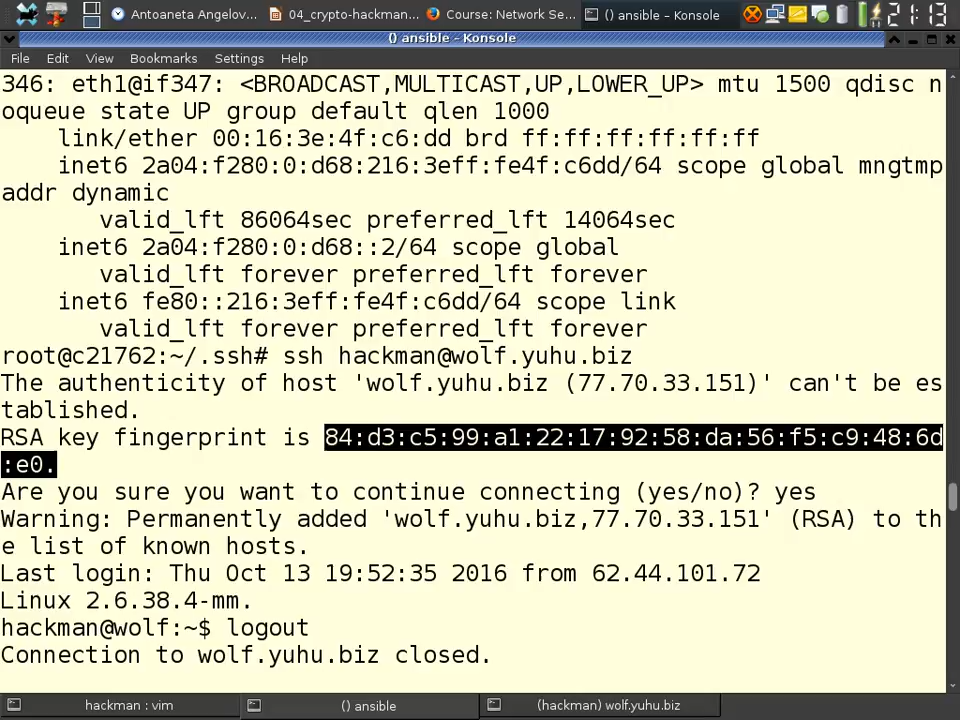 Antoaneta Angelov... 04_crypto-hackman... Course: Network Se... () ansible – Konsole 21:13
() ansible – Konsole
File Edit View Bookmarks Settings Help
346: eth1@if347: <BROADCAST,MULTICAST,UP,LOWER_UP> mtu 1500 qdisc n
oqueue state UP group default qlen 1000
link/ether 00:16:3e:4f:c6:dd brd ff:ff:ff:ff:ff:ff
inet6 2a04:f280:0:d68:216:3eff:fe4f:c6dd/64 scope global mngtmp
addr dynamic
valid_lft 86064sec preferred_lft 14064sec
inet6 2a04:f280:0:d68::2/64 scope global
valid_lft forever preferred_lft forever
inet6 fe80::216:3eff:fe4f:c6dd/64 scope link
valid_lft forever preferred_lft forever
root@c21762:~/.ssh# ssh hackman@wolf.yuhu.biz
The authenticity of host 'wolf.yuhu.biz (77.70.33.151)' can't be es
tablished.
RSA key fingerprint is 84:d3:c5:99:a1:22:17:92:58:da:56:f5:c9:48:6d
:e0.
Are you sure you want to continue connecting (yes/no)? yes
Warning: Permanently added 'wolf.yuhu.biz,77.70.33.151' (RSA) to th
e list of known hosts.
Last login: Thu Oct 13 19:52:35 2016 from 62.44.101.72
Linux 2.6.38.4-mm.
hackman@wolf:~$ logout
Connection to wolf.yuhu.biz closed.
hackman : vim () ansible (hackman) wolf.yuhu.biz